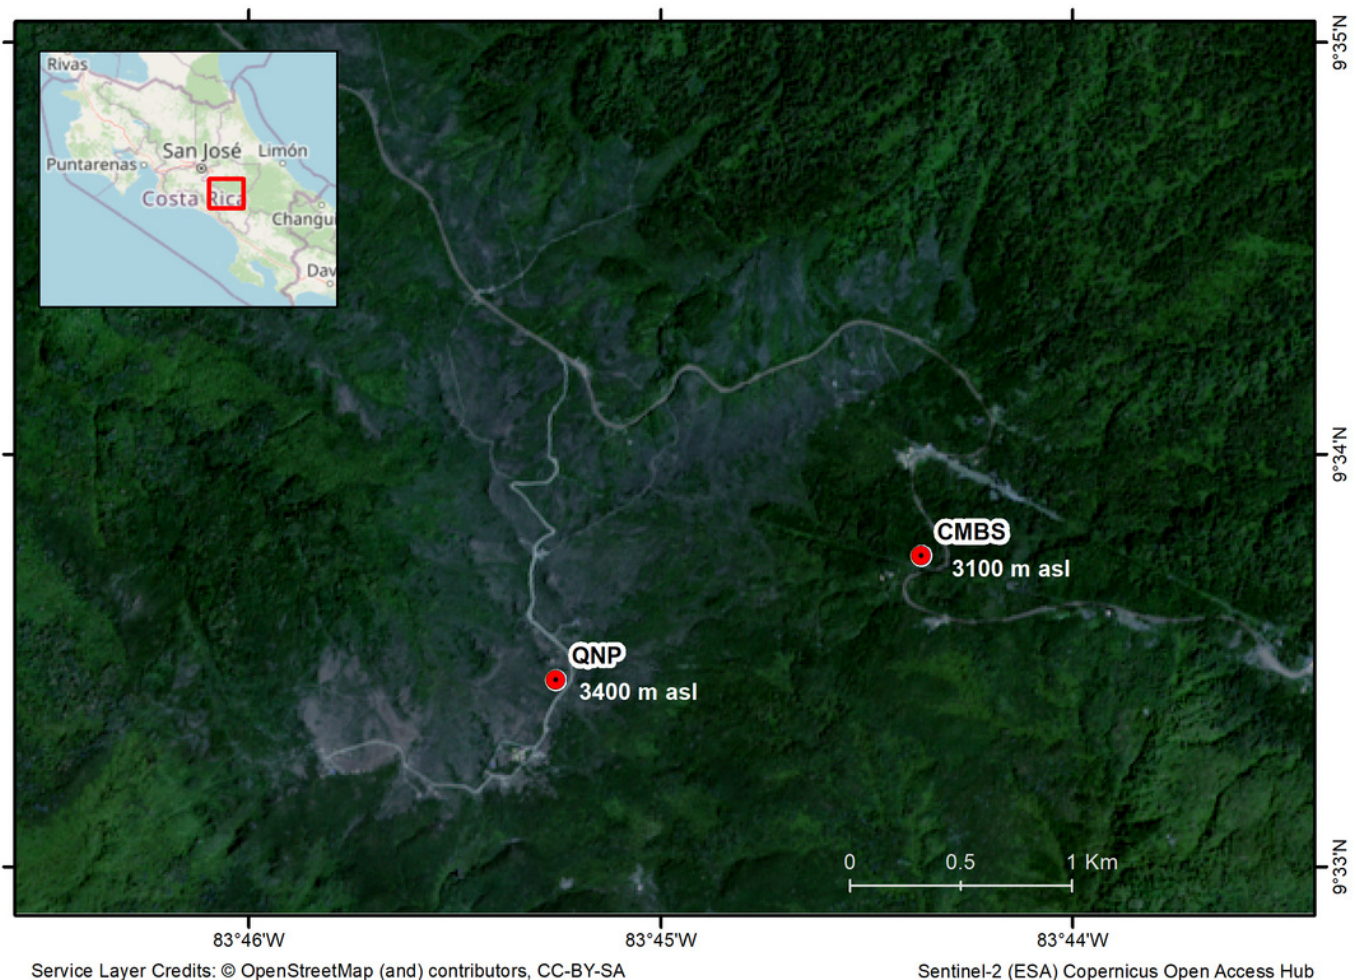 9°35'N
Rivas
San José
Limón
Puntarenas
Costa Rica
Changui
Dav
9°34'N
CMBS
3100 m asl
QNP
3400 m asl
0 0.5 1 Km
9°33'N
83°46'W 83°45'W 83°44'W
Service Layer Credits: © OpenStreetMap (and) contributors, CC-BY-SA
Sentinel-2 (ESA) Copernicus Open Access Hub